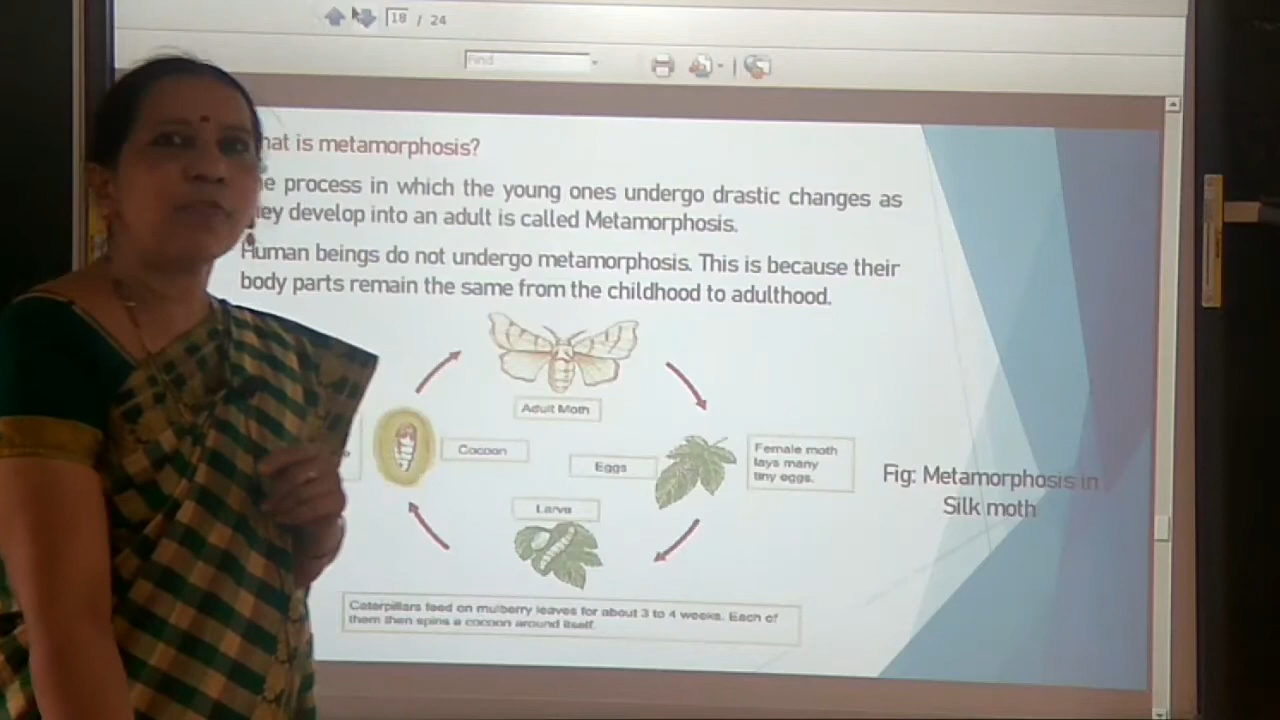 18 / 24
Find
hat is metamorphosis?
e process in which the young ones undergo drastic changes as
ey develop into an adult is called Metamorphosis.
Human beings do not undergo metamorphosis. This is because their
body parts remain the same from the childhood to adulthood.
Adult Moth
Cocoon
Eggs
Female moth
lays many
tiny eggs.
Larva
Fig: Metamorphosis in
Silk moth
Caterpillars feed on mulberry leaves for about 3 to 4 weeks. Each of
them then spins a cocoon around itself.